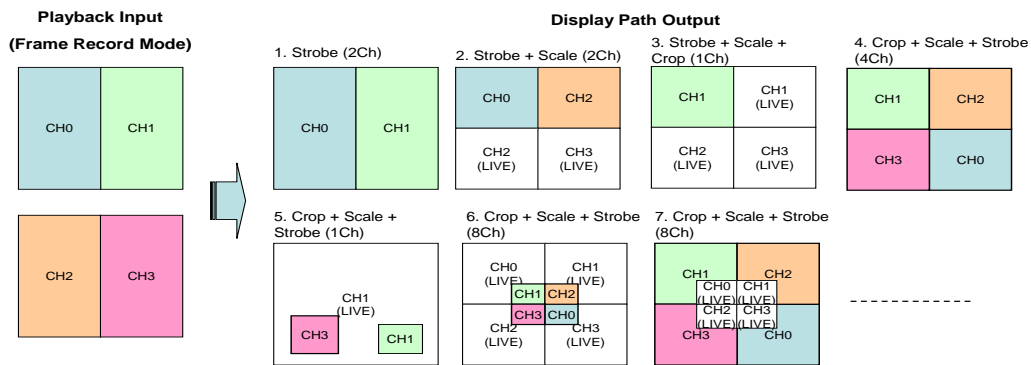 Playback Input
(Frame Record Mode)
Display Path Output
1. Strobe (2Ch)
2. Strobe + Scale (2Ch)
3. Strobe + Scale +
Crop (1Ch)
4. Crop + Scale + Strobe
(4Ch)
CH0
CH1
CH0
CH1
CH0
CH2
CH2
(LIVE)
CH3
(LIVE)
CH1
CH1
(LIVE)
CH2
(LIVE)
CH3
(LIVE)
CH1
CH2
CH3
CH0
CH2
CH3
5. Crop + Scale +
Strobe (1Ch)
6. Crop + Scale + Strobe
(8Ch)
7. Crop + Scale + Strobe
(8Ch)
CH1
(LIVE)
CH3
CH1
CH0
(LIVE)
CH1
(LIVE)
CH1
CH2
CH3
CH0
CH2
(LIVE)
CH3
(LIVE)
CH1
CH2
CH0
(LIVE)
CH1
(LIVE)
CH2
(LIVE)
CH3
(LIVE)
CH3
CH0